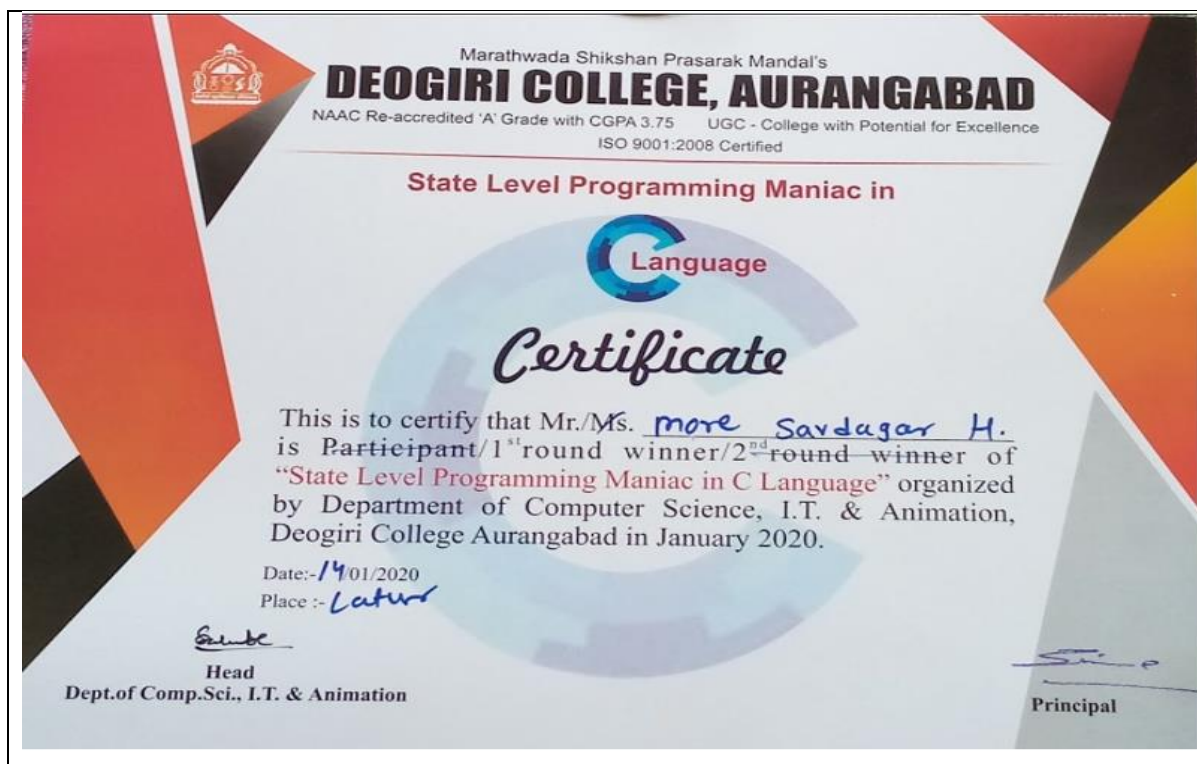 Marathwada Shikshan Prasarak Mandal's
DEOGIRI COLLEGE, AURANGABAD
NAAC Re-accredited 'A' Grade with CGPA 3.75 UGC - College with Potential for Excellence
ISO 9001:2008 Certified
State Level Programming Maniac in
C Language
Certificate
This is to certify that Mr./Ms. more Savdagar H.
is Participant/1st round winner/2nd round winner of
"State Level Programming Maniac in C Language" organized
by Department of Computer Science, I.T. & Animation,
Deogiri College Aurangabad in January 2020.
Date:-14/01/2020
Place :- Latur
Head
Dept.of Comp.Sci., I.T. & Animation
Principal